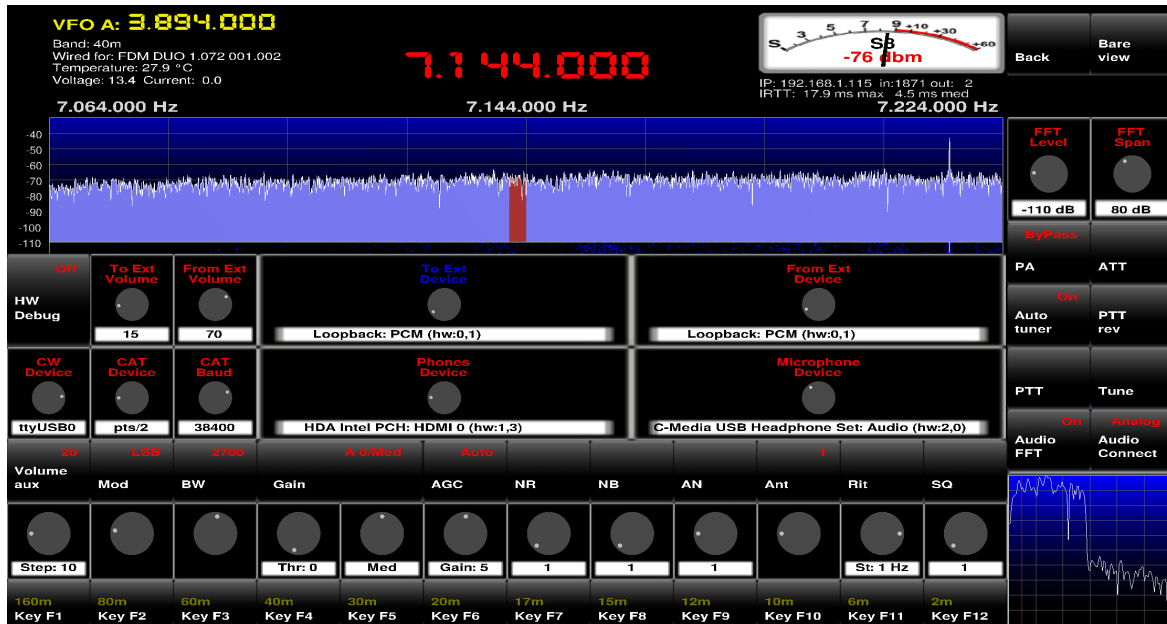 VFO A: 3.894.000
Band: 40m
Wired for: FDM DUO 1.072 001.002
Temperature: 27.9 °C
Voltage: 13.4 Current: 0.0
7.144.000
S 3 5 7 9 +10 +30 +60
S8
-76 dbm
IP: 192.168.1.115 in:1871 out: 2
IRTT: 17.9 ms max 4.5 ms med
Back
Bare
view
7.064.000 Hz 7.144.000 Hz 7.224.000 Hz
-40
-50
-60
-70
-80
-90
-100
-110
FFT
Level
-110 dB
FFT
Span
80 dB
ByPass
PA
ATT
Off
HW
Debug
To Ext
Volume
15
From Ext
Volume
70
To Ext
Device
Loopback: PCM (hw:0,1)
From Ext
Device
Loopback: PCM (hw:0,1)
On
Auto
tuner
PTT
rev
CW
Device
ttyUSB0
CAT
Device
pts/2
CAT
Baud
38400
Phones
Device
HDA Intel PCH: HDMI 0 (hw:1,3)
Microphone
Device
C-Media USB Headphone Set: Audio (hw:2,0)
PTT
Tune
On
Audio
FFT
Analog
Audio
Connect
20
Volume
aux
LSB
Mod
2700
BW
A 0/Med
Gain
Auto
AGC
NR
NB
AN
1
Ant
Rit
SQ
Step: 10
Thr: 0
Med
Gain: 5
1
1
1
St: 1 Hz
1
160m 80m 60m 40m 30m 20m 17m 15m 12m 10m 6m 2m
Key F1 Key F2 Key F3 Key F4 Key F5 Key F6 Key F7 Key F8 Key F9 Key F10 Key F11 Key F12